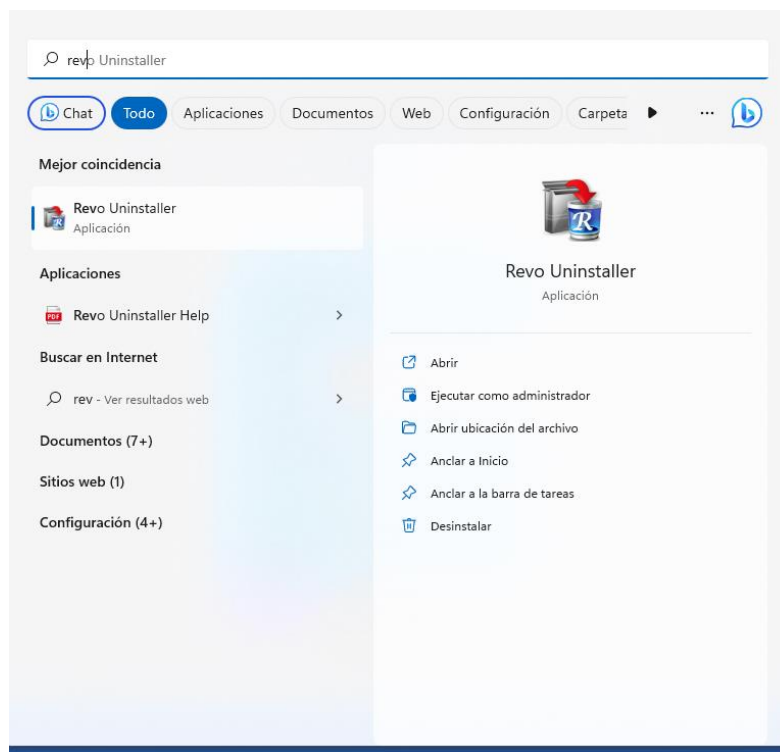 revo Uninstaller
Chat Todo Aplicaciones Documentos Web Configuración Carpeta ...
Mejor coincidencia
Revo Uninstaller
Aplicación
Aplicaciones
Revo Uninstaller Help
Buscar en Internet
rev - Ver resultados web
Documentos (7+)
Sitios web (1)
Configuración (4+)
R
Revo Uninstaller
Aplicación
Abrir
Ejecutar como administrador
Abrir ubicación del archivo
Anclar a Inicio
Anclar a la barra de tareas
Desinstalar